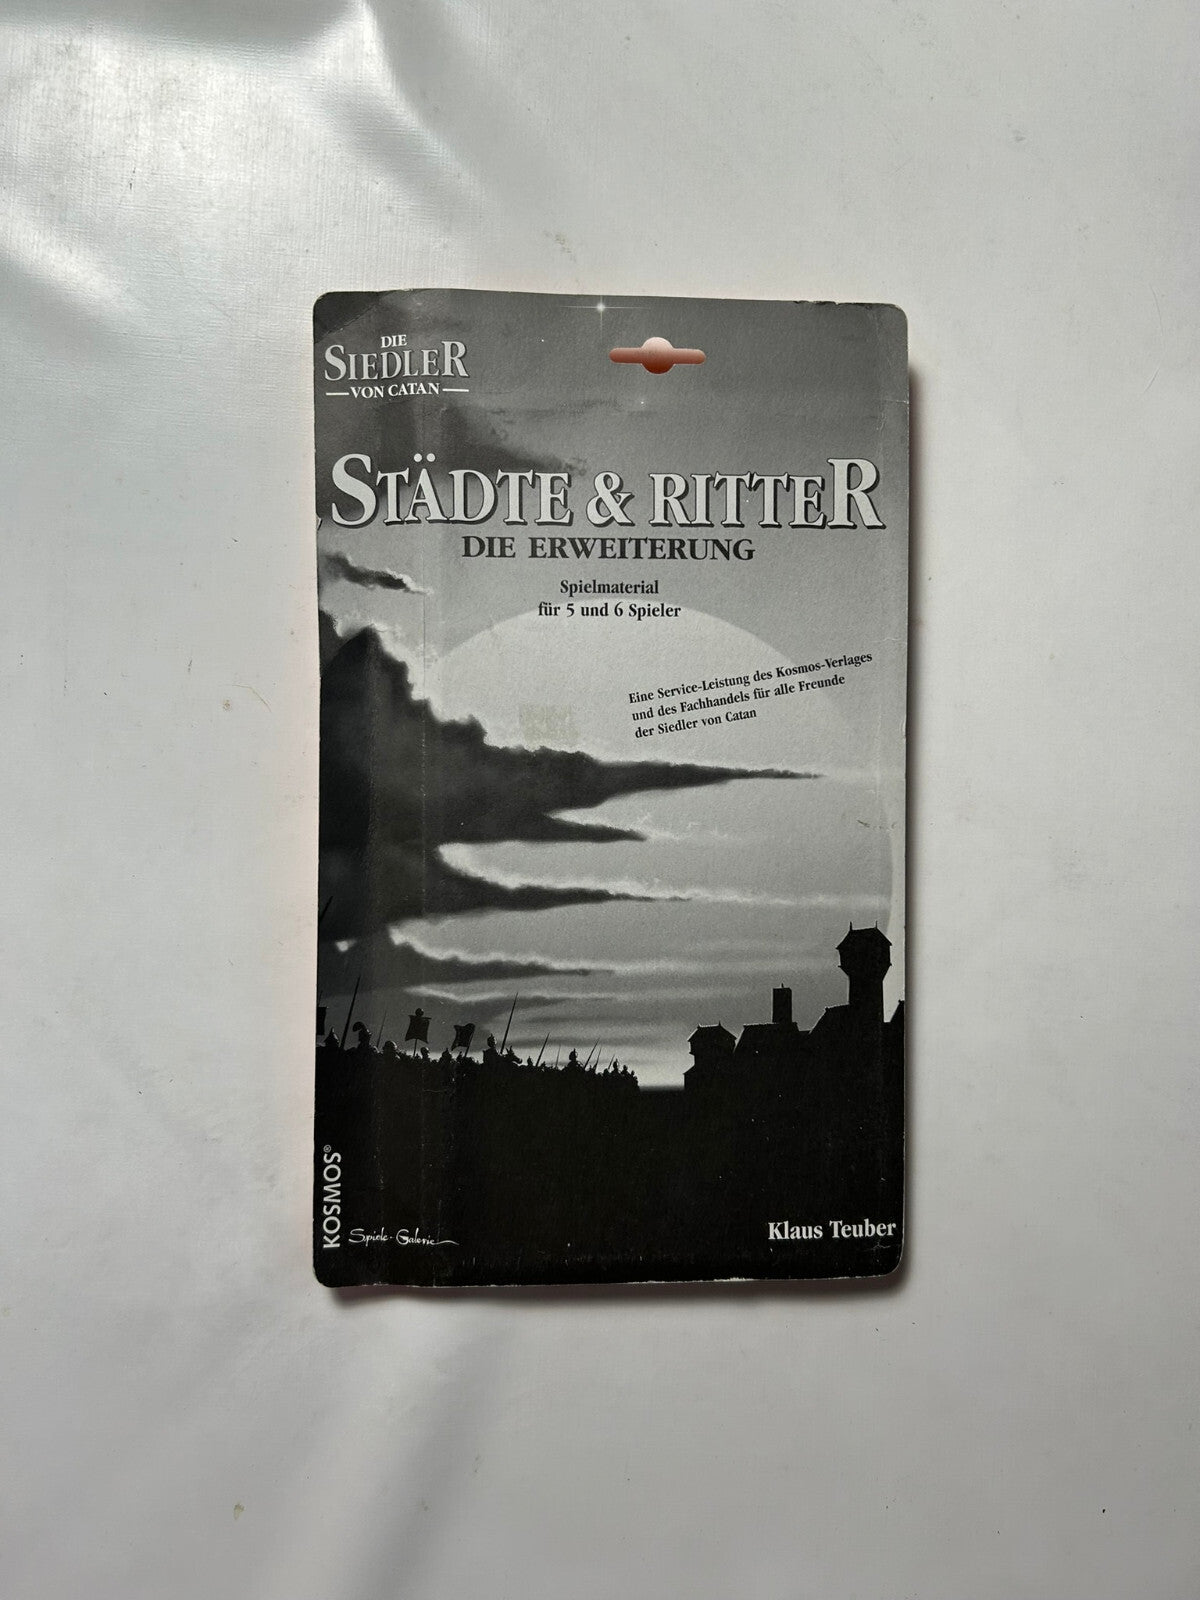 DIE
SIEDLER
VON CATAN
STÄDTE & RITTER
DIE ERWEITERUNG
Spielmaterial
für 5 und 6 Spieler
Eine Service-Leistung des Kosmos-Verlages
und des Fachhandels für alle Freunde
der Siedler von Catan
KOSMOS®
Spiele-Galerie
Klaus Teuber